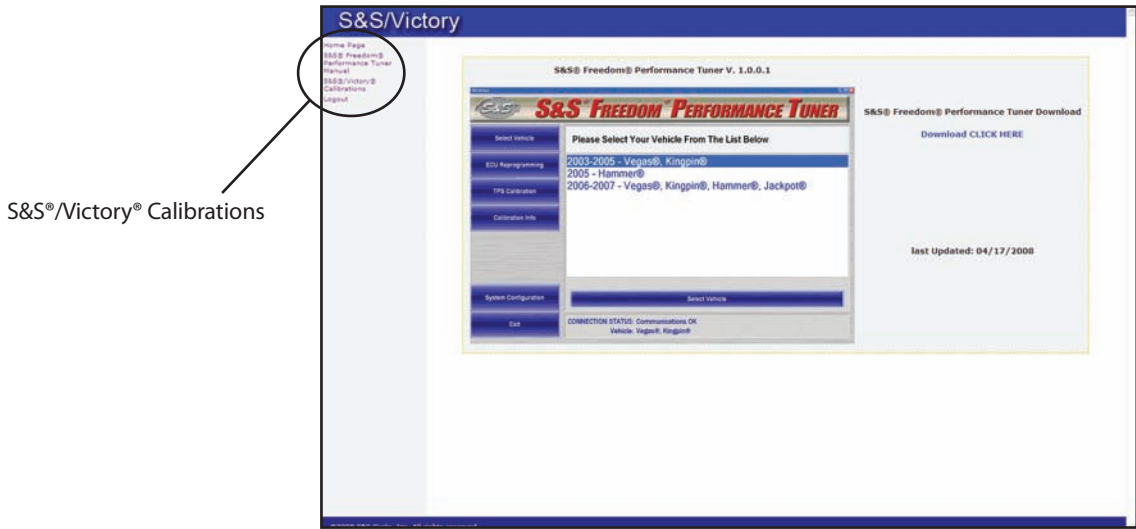 S&S/Victory
Home Page
S&S® Freedom®
Performance Tuner
Manual
S&S®/Victory®
Calibrations
Logout
S&S®/Victory® Calibrations
S&S® Freedom® Performance Tuner V. 1.0.0.1
S&S
S&S® FREEDOM® PERFORMANCE TUNER
Select Vehicle
ECU Reprogramming
TPS Calibration
Calibration Info
System Configuration
Exit
Please Select Your Vehicle From The List Below
2003-2005 - Vegas®, Kingpin®
2005 - Hammer®
2006-2007 - Vegas®, Kingpin®, Hammer®, Jackpot®
Select Vehicle
CONNECTION STATUS: Communications OK
Vehicle: Vegas®, Kingpin®
S&S® Freedom® Performance Tuner Download
Download CLICK HERE
last Updated: 04/17/2008